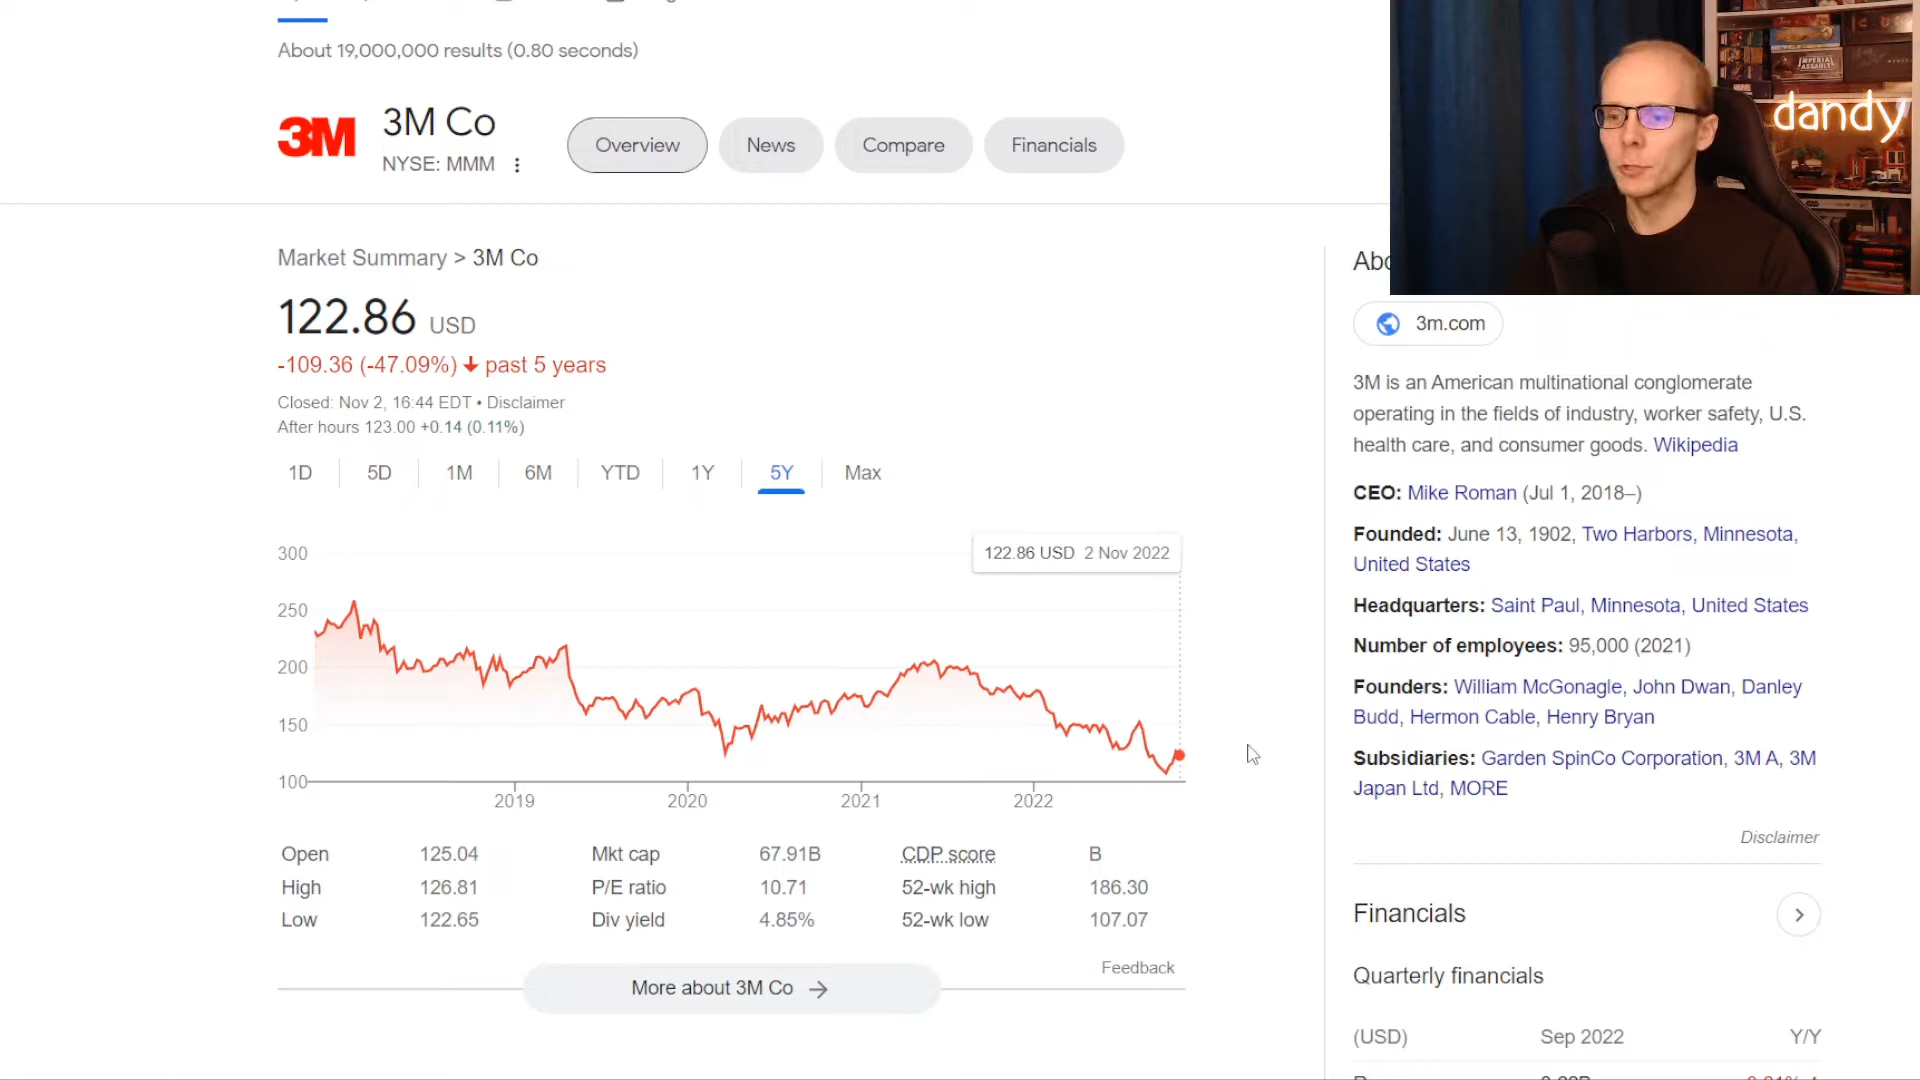 About 19,000,000 results (0.80 seconds)
3M
3M Co
NYSE: MMM
Overview
News
Compare
Financials
Market Summary > 3M Co
122.86 USD
-109.36 (-47.09%) past 5 years
Closed: Nov 2, 16:44 EDT • Disclaimer
After hours 123.00 +0.14 (0.11%)
1D 5D 1M 6M YTD 1Y 5Y Max
122.86 USD 2 Nov 2022
300
250
200
150
100
2019 2020 2021 2022
Open 125.04 Mkt cap 67.91B CDP score B
High 126.81 P/E ratio 10.71 52-wk high 186.30
Low 122.65 Div yield 4.85% 52-wk low 107.07
Feedback
More about 3M Co
dandy
IMPERIAL
ASSAULT
3m.com
3M is an American multinational conglomerate
operating in the fields of industry, worker safety, U.S.
health care, and consumer goods. Wikipedia
CEO: Mike Roman (Jul 1, 2018–)
Founded: June 13, 1902, Two Harbors, Minnesota,
United States
Headquarters: Saint Paul, Minnesota, United States
Number of employees: 95,000 (2021)
Founders: William McGonagle, John Dwan, Danley
Budd, Hermon Cable, Henry Bryan
Subsidiaries: Garden SpinCo Corporation, 3M A, 3M
Japan Ltd, MORE
Disclaimer
Financials
Quarterly financials
(USD) Sep 2022 Y/Y